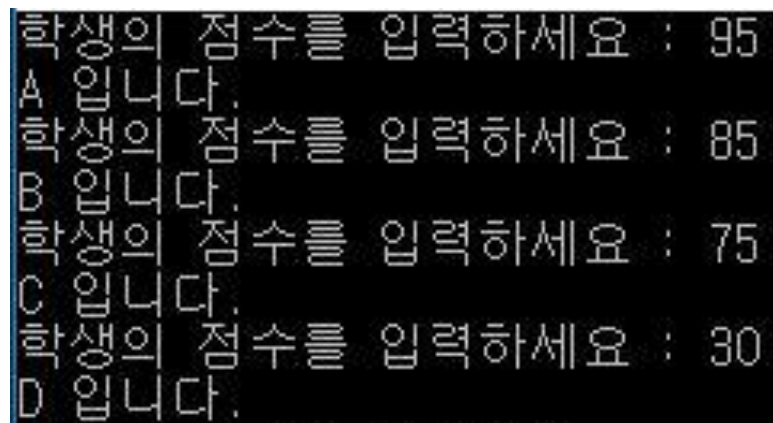 학생의 점수를 입력하세요 : 95
A 입니다.
학생의 점수를 입력하세요 : 85
B 입니다.
학생의 점수를 입력하세요 : 75
C 입니다.
학생의 점수를 입력하세요 : 30
D 입니다.